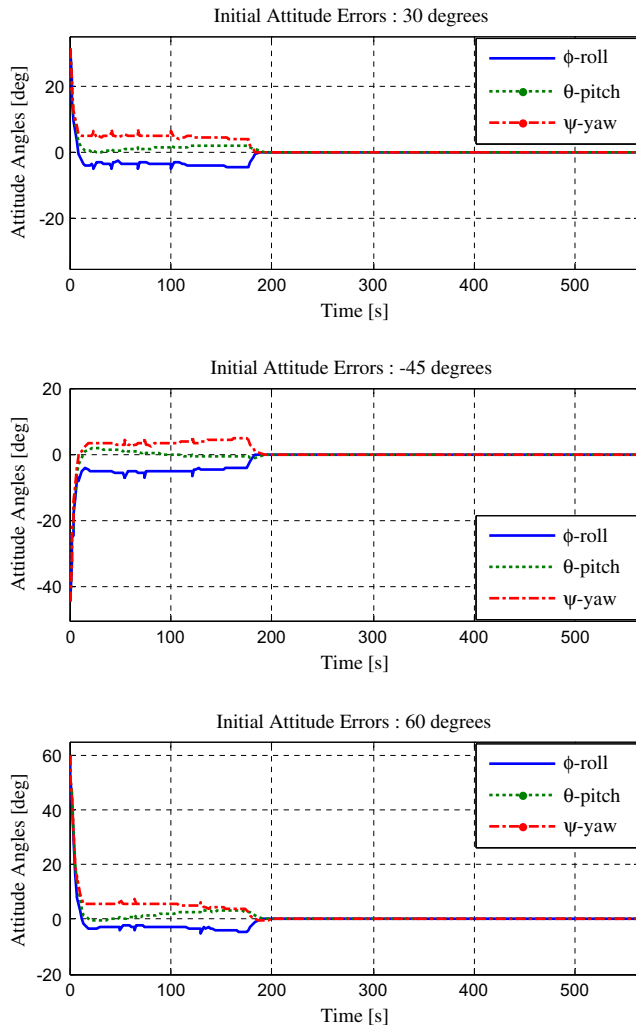 Initial Attitude Errors : 30 degrees
Attitude Angles [deg]
20
0
-20
ϕ-roll
θ-pitch
ψ-yaw
0
100
200
300
400
500
Time [s]
Initial Attitude Errors : -45 degrees
Attitude Angles [deg]
20
0
-20
-40
ϕ-roll
θ-pitch
ψ-yaw
0
100
200
300
400
500
Time [s]
Initial Attitude Errors : 60 degrees
Attitude Angles [deg]
60
40
20
0
-20
ϕ-roll
θ-pitch
ψ-yaw
0
100
200
300
400
500
Time [s]